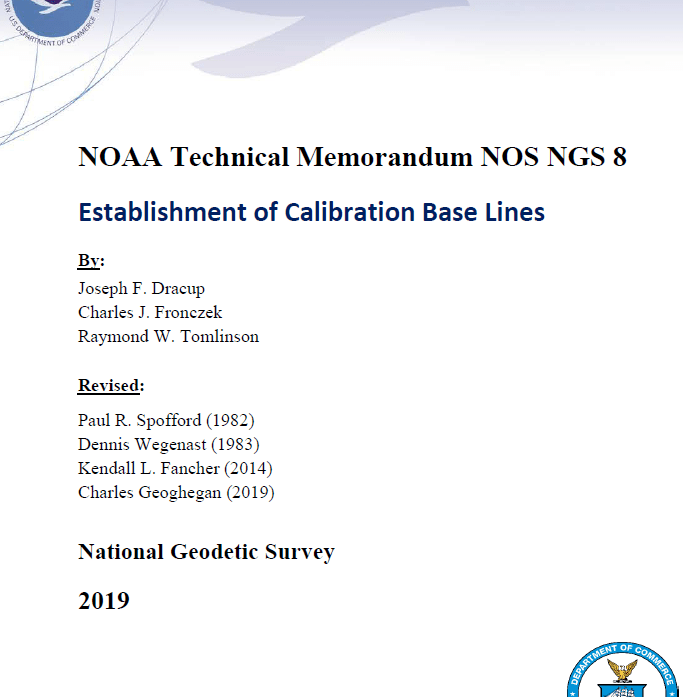 U.S. DEPARTMENT OF COMMERCE
NOAA Technical Memorandum NOS NGS 8
Establishment of Calibration Base Lines
By:
Joseph F. Dracup
Charles J. Fronczek
Raymond W. Tomlinson
Revised:
Paul R. Spofford (1982)
Dennis Wegenast (1983)
Kendall L. Fancher (2014)
Charles Geoghegan (2019)
National Geodetic Survey
2019
DEPARTMENT OF COMMERCE